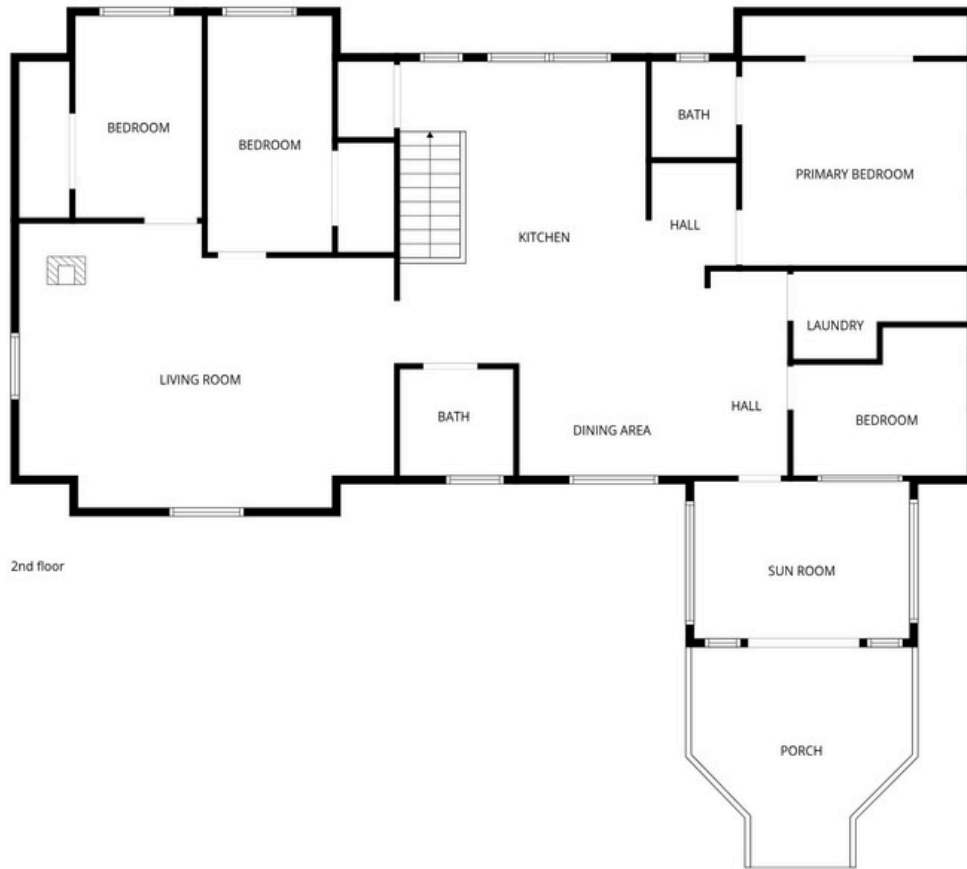 BATH
BEDROOM
BEDROOM
PRIMARY BEDROOM
HALL
KITCHEN
LAUNDRY
LIVING ROOM
HALL
BATH
DINING AREA
BEDROOM
2nd floor
SUN ROOM
PORCH